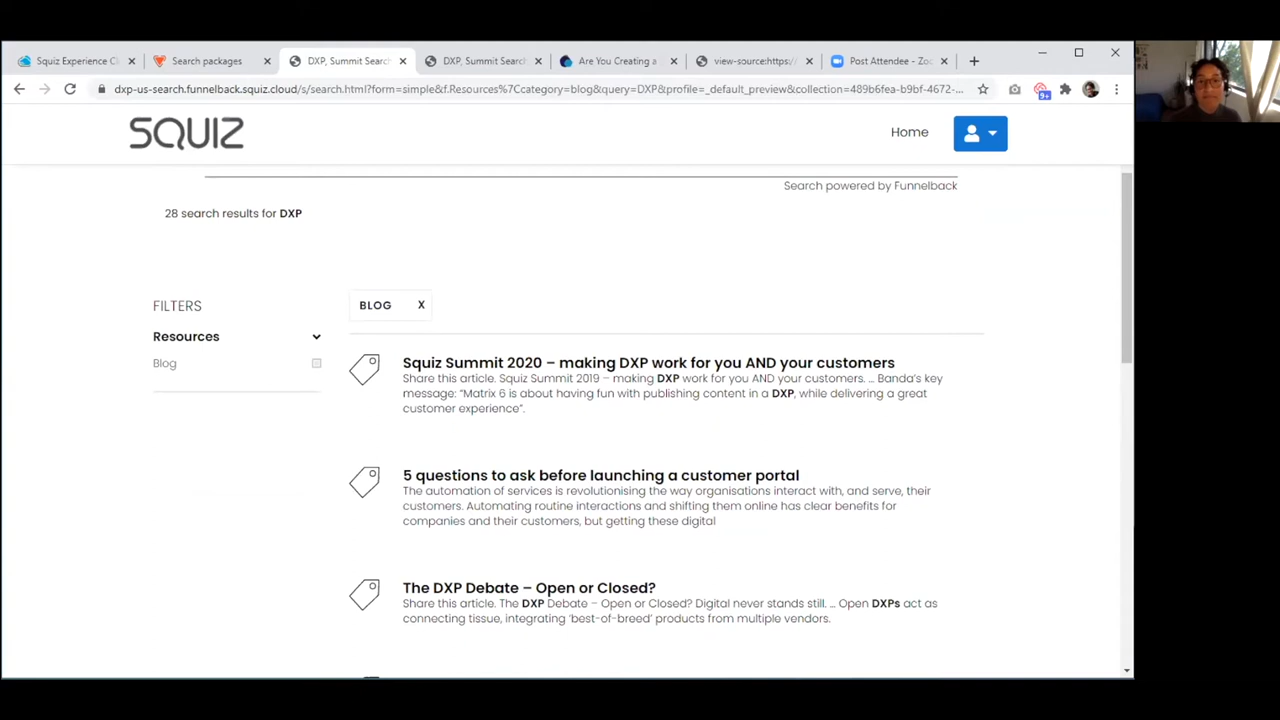 Squiz Experience Cl
Search packages
DXP, Summit Search
DXP, Summit Search
Are You Creating a
view-source:https:/
Post Attendee - Zoo
dxp-us-search.funnelback.squiz.cloud/s/search.html?form=simple&f.Resources%7Ccategory=blog&query=DXP&profile=_default_preview&collection=489b6fea-b9bf-4672-...
9+
SQUIZ
Home
Search powered by Funnelback
28 search results for DXP
FILTERS
BLOG X
Resources
Blog
Squiz Summit 2020 – making DXP work for you AND your customers
Share this article. Squiz Summit 2019 – making DXP work for you AND your customers. ... Banda's key
message: “Matrix 6 is about having fun with publishing content in a DXP, while delivering a great
customer experience”.
5 questions to ask before launching a customer portal
The automation of services is revolutionising the way organisations interact with, and serve, their
customers. Automating routine interactions and shifting them online has clear benefits for
companies and their customers, but getting these digital
The DXP Debate – Open or Closed?
Share this article. The DXP Debate – Open or Closed? Digital never stands still. ... Open DXPs act as
connecting tissue, integrating ‘best-of-breed’ products from multiple vendors.